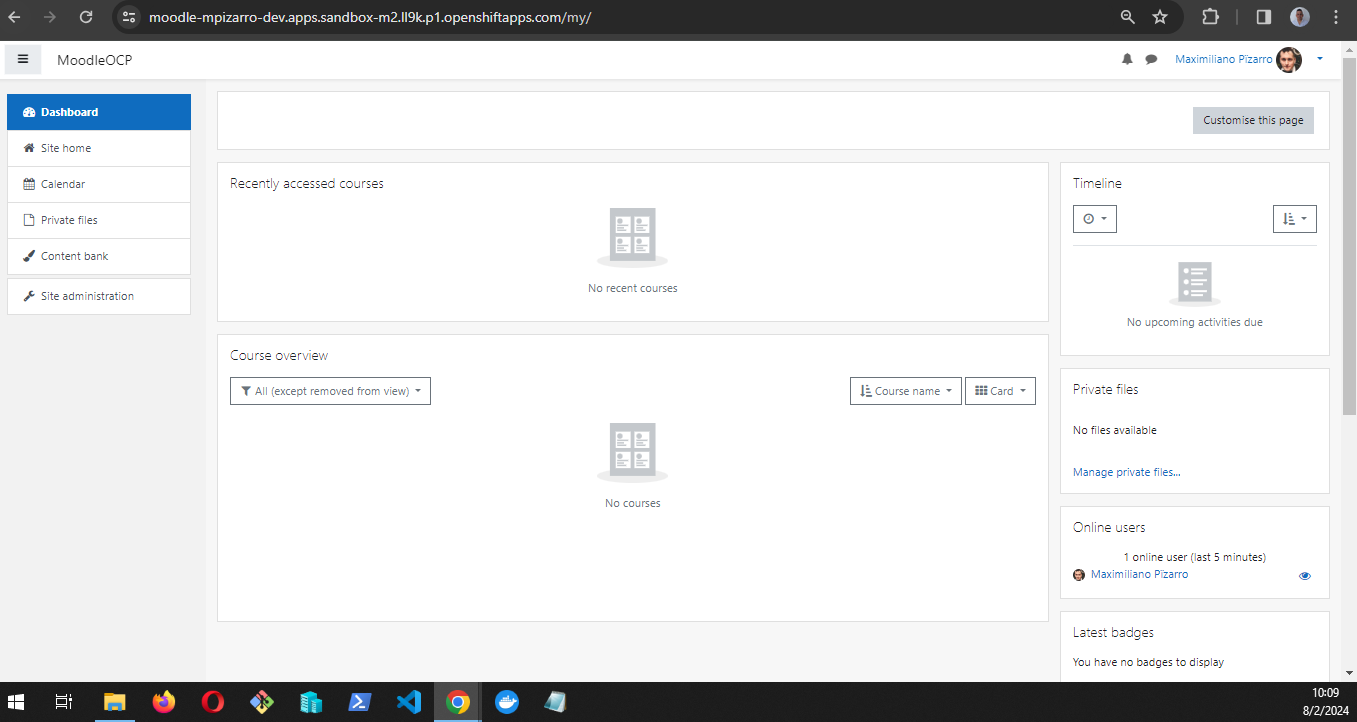 moodle-mpizarro-dev.apps.sandbox-m2.ll9k.p1.openshiftapps.com/my/
MoodleOCP
Maximiliano Pïzarro
Dashboard
Site home
Calendar
Private files
Content bank
Site administration
Customise this page
Recently accessed courses
No recent courses
Course overview
All (except removed from view)
Course name
Card
No courses
Timeline
No upcoming activities due
Private files
No files available
Manage private files...
Online users
1 online user (last 5 minutes)
Maximiliano Pïzarro
Latest badges
You have no badges to display
10:09
8/2/2024